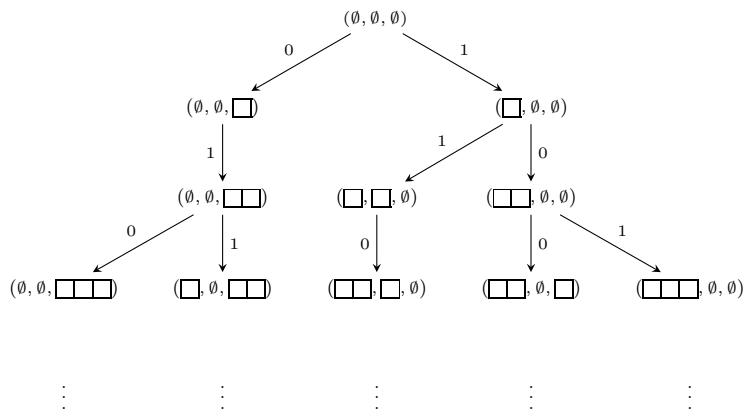 (∅, ∅, ∅)
0 1
(∅, ∅, □) (□, ∅, ∅)
1 1 0
(∅, ∅, □□) (□, □, ∅) (□□, ∅, ∅)
0 1 0 0 1
(∅, ∅, □□□) (□, ∅, □□) (□□, □, ∅) (□□, ∅, □) (□□□, ∅, ∅)
⋮ ⋮ ⋮ ⋮ ⋮